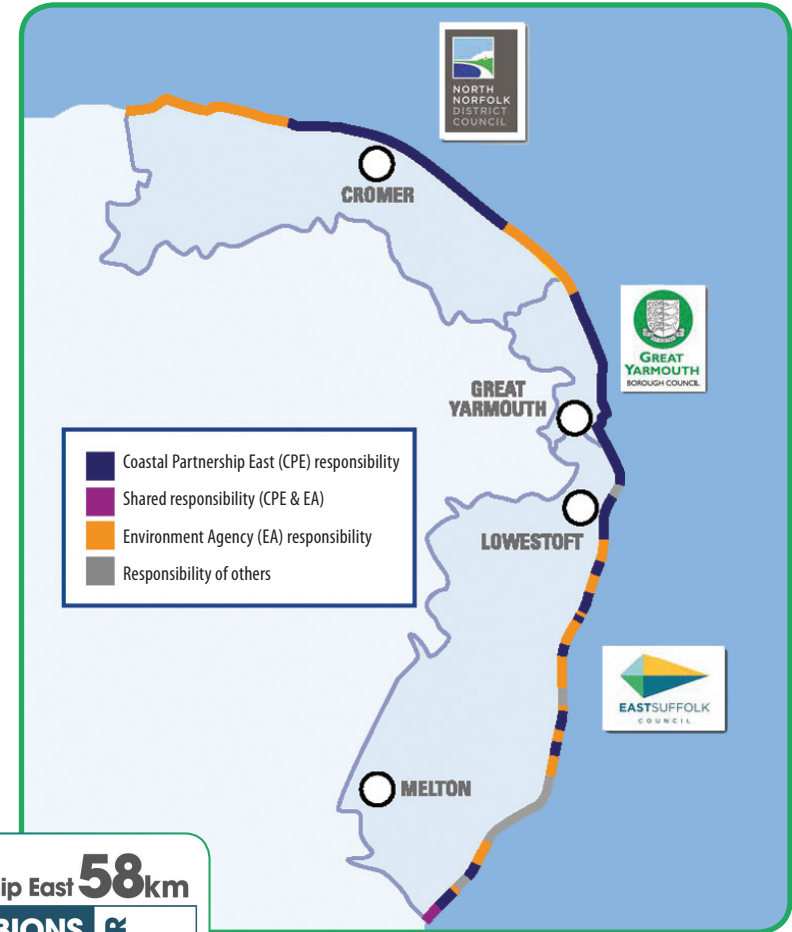 NORTH
NORFOLK
DISTRICT
COUNCIL
CROMER
GREAT
YARMOUTH
BOROUGH COUNCIL
GREAT
YARMOUTH
Coastal Partnership East (CPE) responsibility
Shared responsibility (CPE & EA)
Environment Agency (EA) responsibility
Responsibility of others
LOWESTOFT
EASTSUFFOLK
COUNCIL
MELTON
ip East 58km